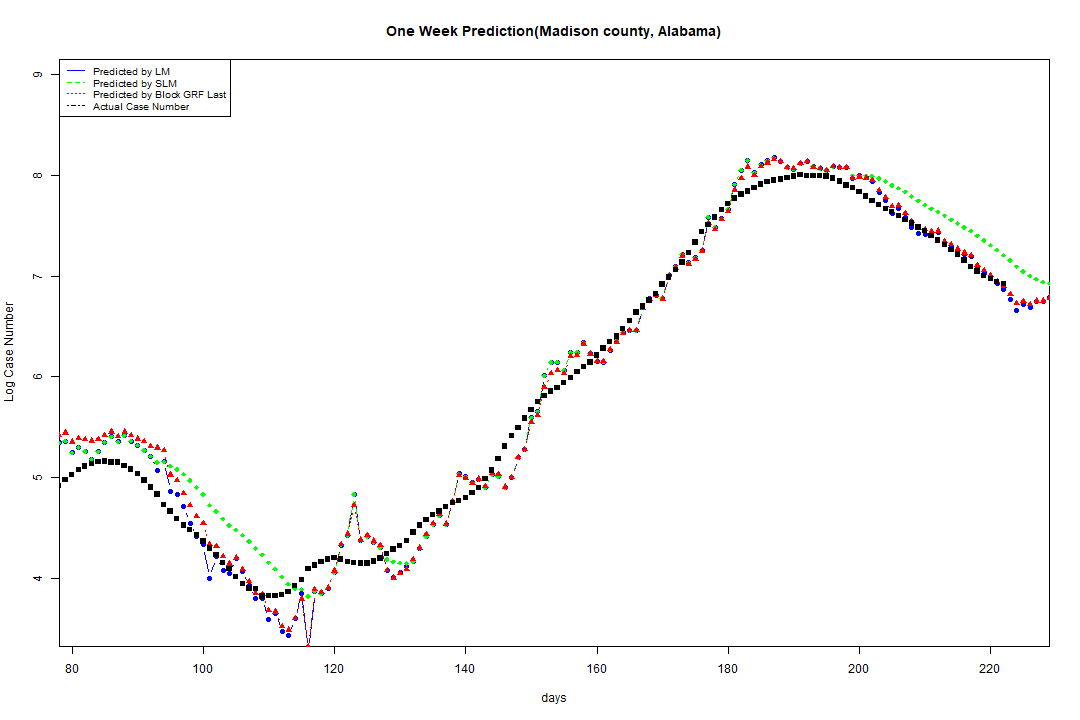 One Week Prediction(Madison county, Alabama)
Predicted by LM
Predicted by SLM
Predicted by Block GRF Last
Actual Case Number
9
8
7
6
5
4
Log Case Number
80 100 120 140 160 180 200 220
days